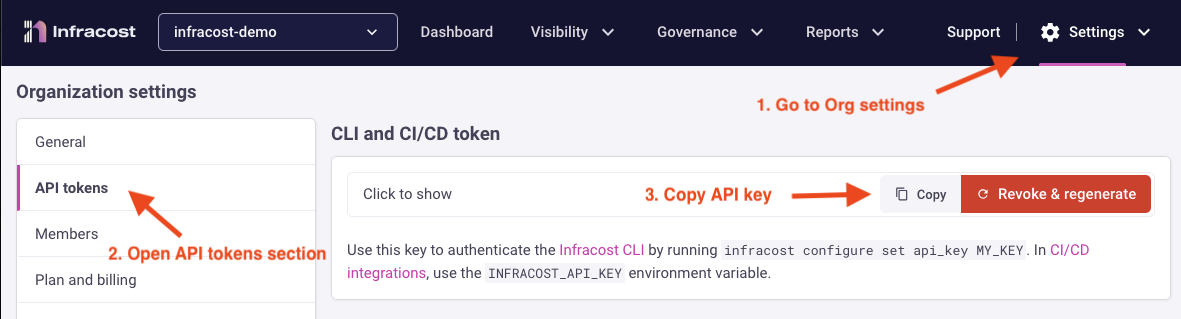 Infracost
infracost-demo
Dashboard
Visibility
Governance
Reports
Support
Settings
1. Go to Org settings
Organization settings
General
API tokens
Members
2. Open API tokens section
Plan and billing
CLI and CI/CD token
Click to show
3. Copy API key
Copy
Revoke & regenerate
Use this key to authenticate the Infracost CLI by running infracost configure set api_key MY_KEY. In CI/CD
integrations, use the INFRACOST_API_KEY environment variable.